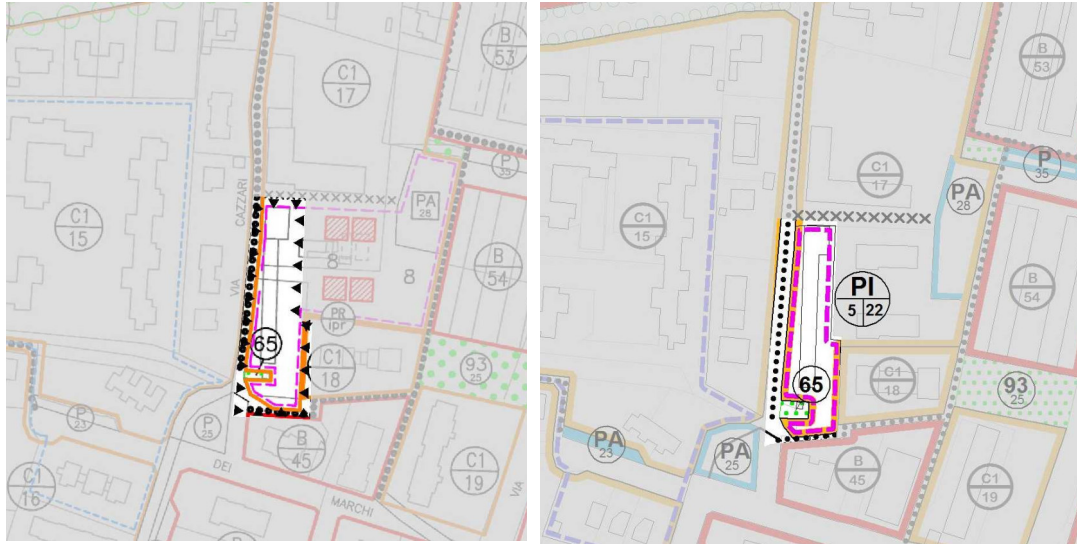 B
53
C1
17
P
35
CAZZARI
PA
28
C1
15
8
8
B
54
VIA
PR
ipr
65
C1
18
93
25
P
23
P
25
B
45
DEI
C1
19
VIA
C1
16
MARCHI
B
B
53
C1
17
P
35
PA
28
C1
15
B
54
PI
5 22
65
C1
18
93
25
PA
23
PA
25
B
45
C1
19